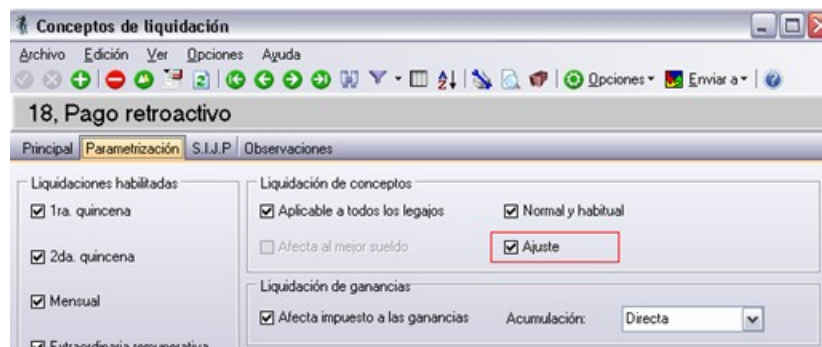 Conceptos de liquidación
Archivo Edición Ver Opciones Ayuda
Opciones Enviar a
18, Pago retroactivo
Principal Parametrización S.I.J.P Observaciones
Liquidaciones habilitadas
1ra. quincena
2da. quincena
Mensual
Extraordinaria remunerativa
Liquidación de conceptos
Aplicable a todos los legajos Normal y habitual
Afecta al mejor sueldo Ajuste
Liquidación de ganancias
Afecta impuesto a las ganancias Acumulación: Directa